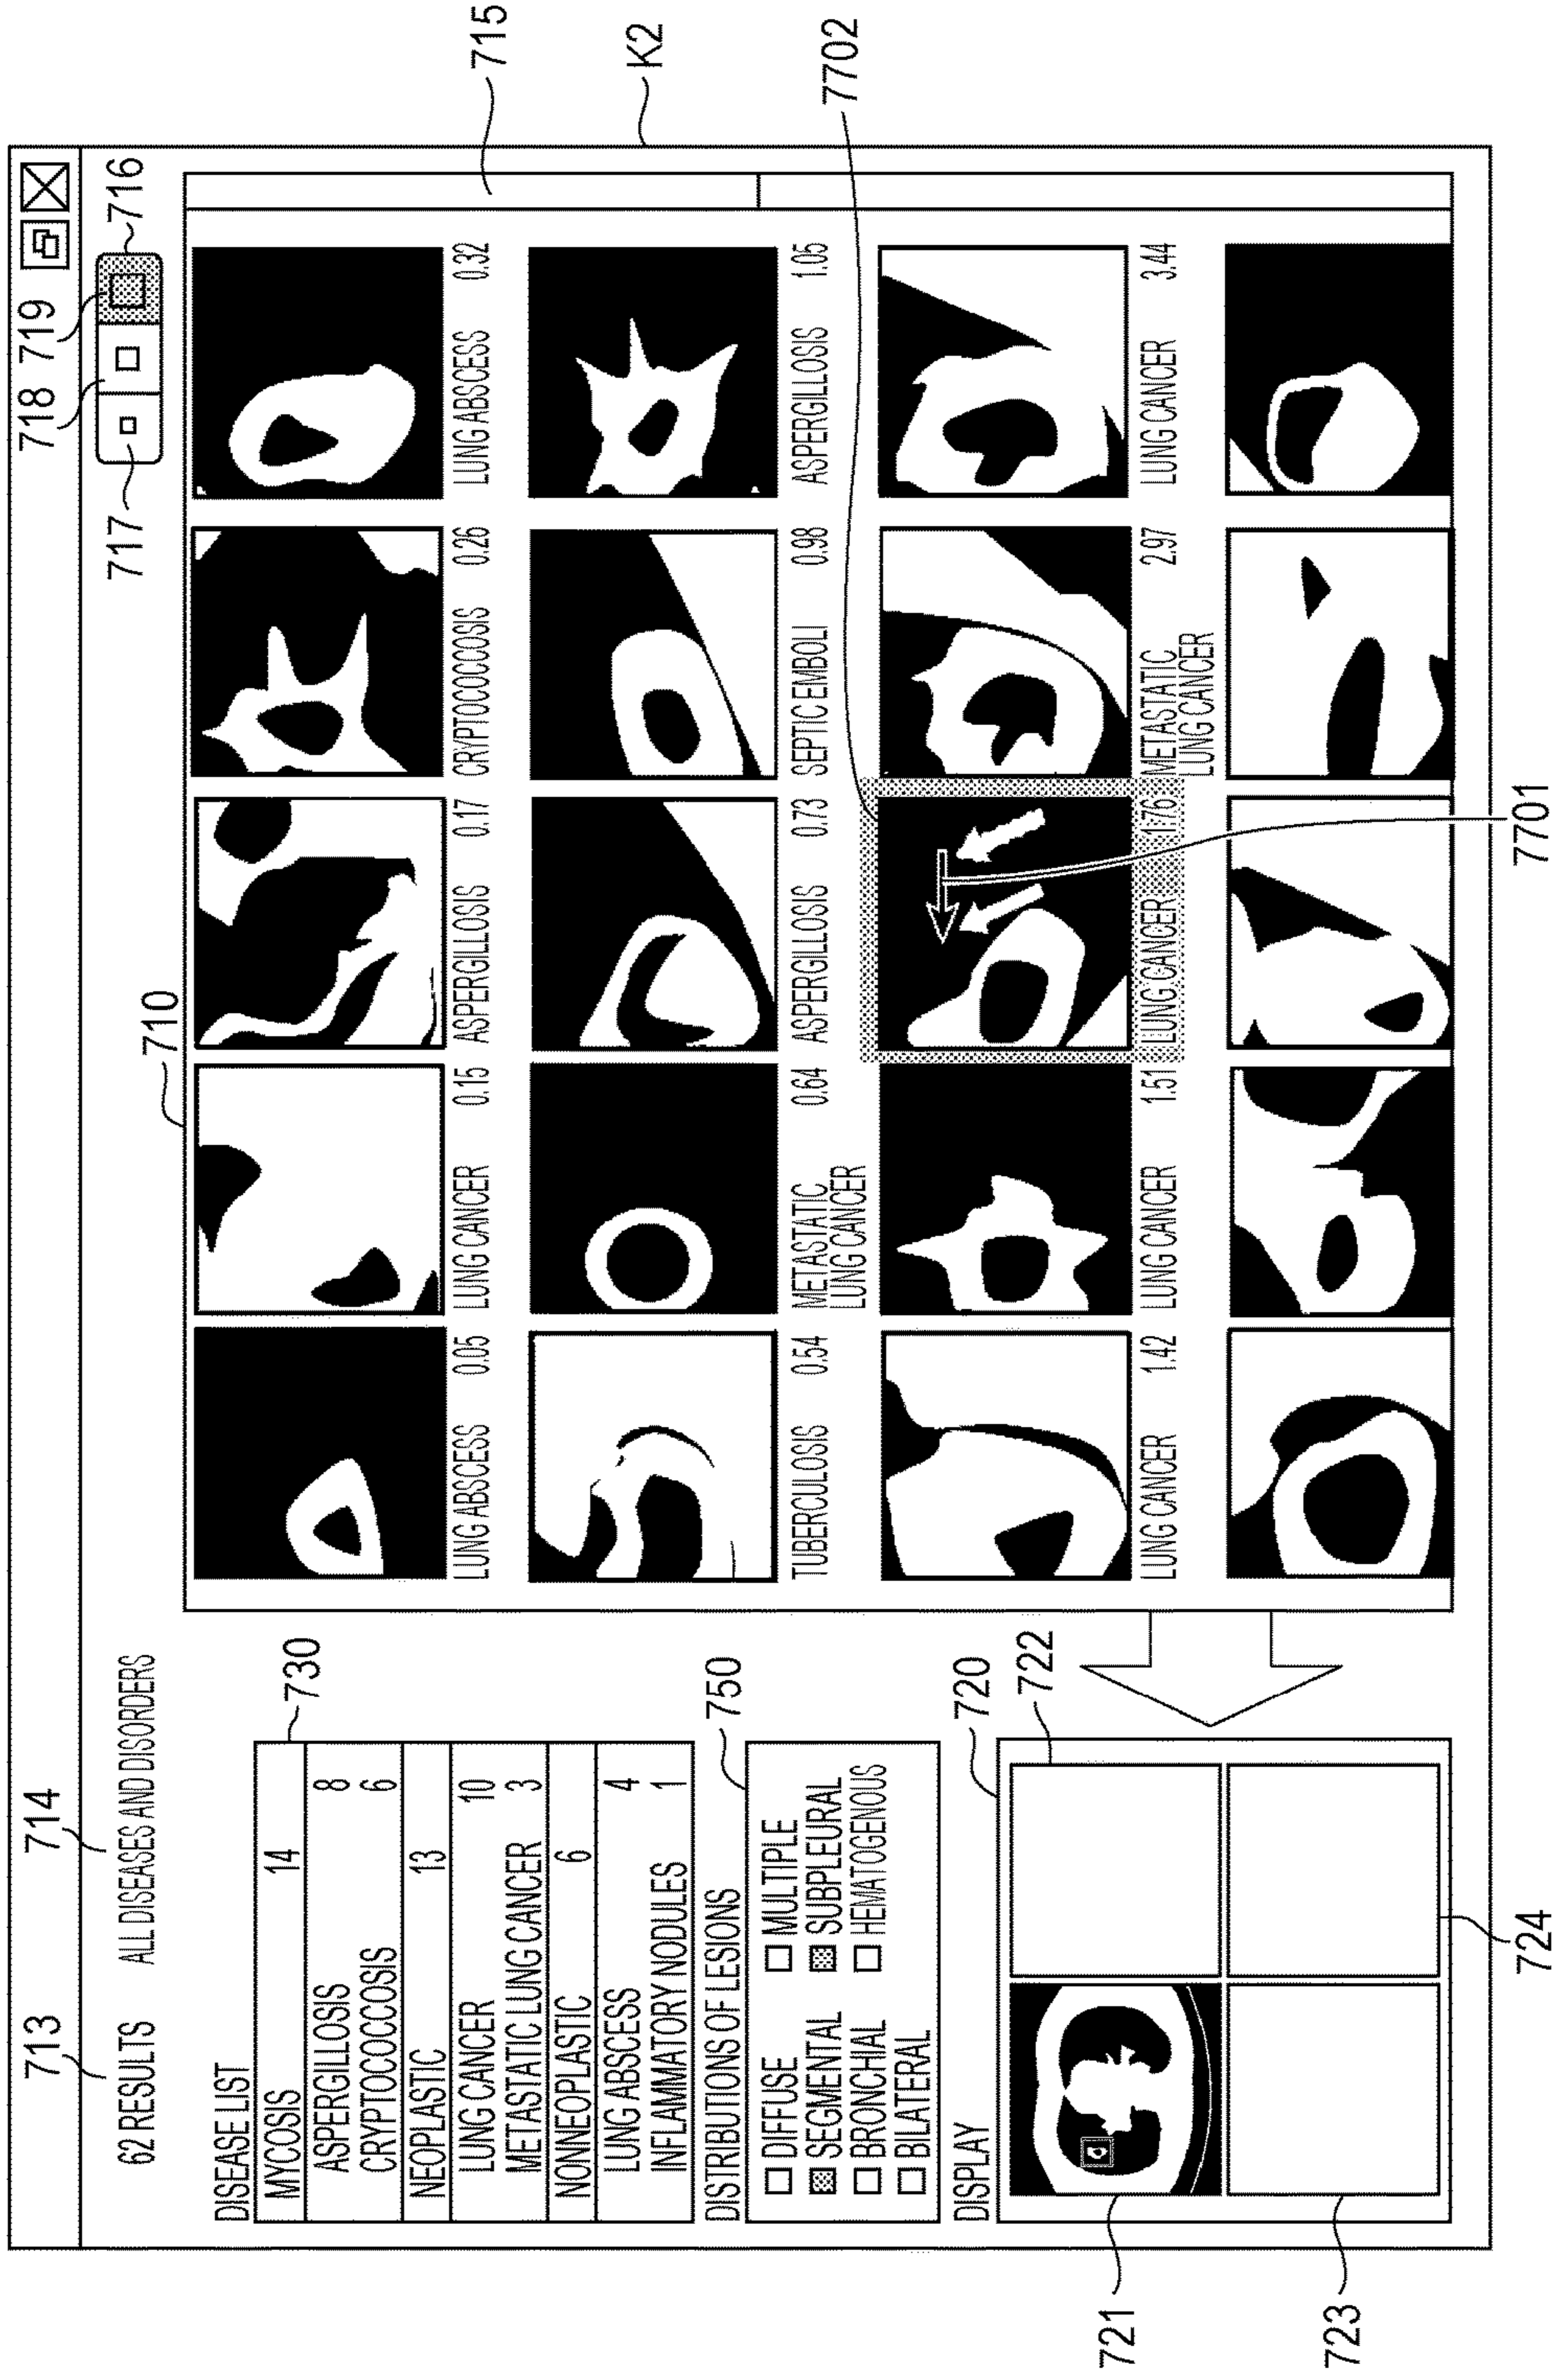 713
714
718
719
62 RESULTS
ALL DISEASES AND DISORDERS
717
716
710
715
K2
7702
DISEASE LIST
730
MYCOSIS 14
ASPERGILLOSIS 8
CRYPTOCOCCOSIS 6
NEOPLASTIC 13
LUNG CANCER 10
METASTATIC LUNG CANCER 3
NONNEOPLASTIC 6
LUNG ABSCESS 4
INFLAMMATORY NODULES 1
DISTRIBUTIONS OF LESIONS
750
DIFFUSE
MULTIPLE
SEGMENTAL
SUBPLEURAL
BRONCHIAL
HEMATOGENOUS
BILATERAL
DISPLAY
720
722
721
723
724
LUNG ABSCESS 0.05
LUNG CANCER 0.15
ASPERGILLOSIS 0.17
CRYPTOCOCCOSIS 0.26
LUNG ABSCESS 0.32
TUBERCULOSIS 0.54
METASTATIC 0.64
LUNG CANCER
ASPERGILLOSIS 0.73
SEPTIC EMBOLI 0.98
ASPERGILLOSIS 1.05
LUNG CANCER 1.42
LUNG CANCER 1.51
LUNG CANCER 1.76
METASTATIC 2.97
LUNG CANCER
LUNG CANCER 3.44
7701